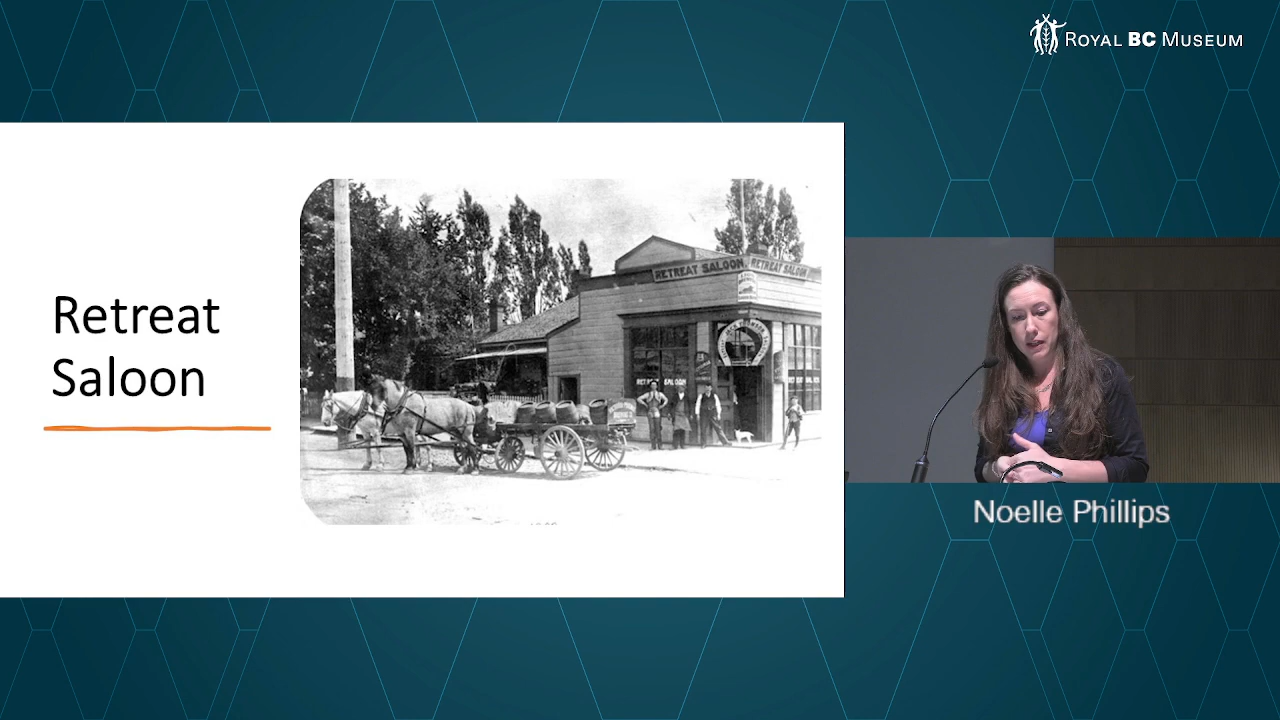 ROYAL BC MUSEUM
Retreat
Saloon
RETREAT SALOON
RETREAT SALOON
Noelle Phillips